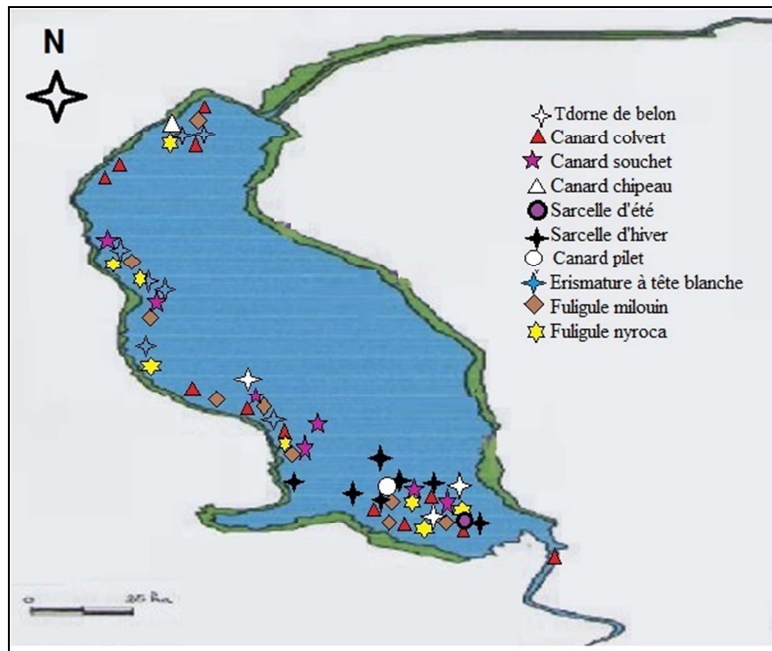 N
Tdorne de belon
Canard colvert
Canard souchet
Canard chipeau
Sarcelle d'été
Sarcelle d'hiver
Canard pilet
Erismature à tête blanche
Fuligule milouin
Fuligule nyroca
0 25 ha